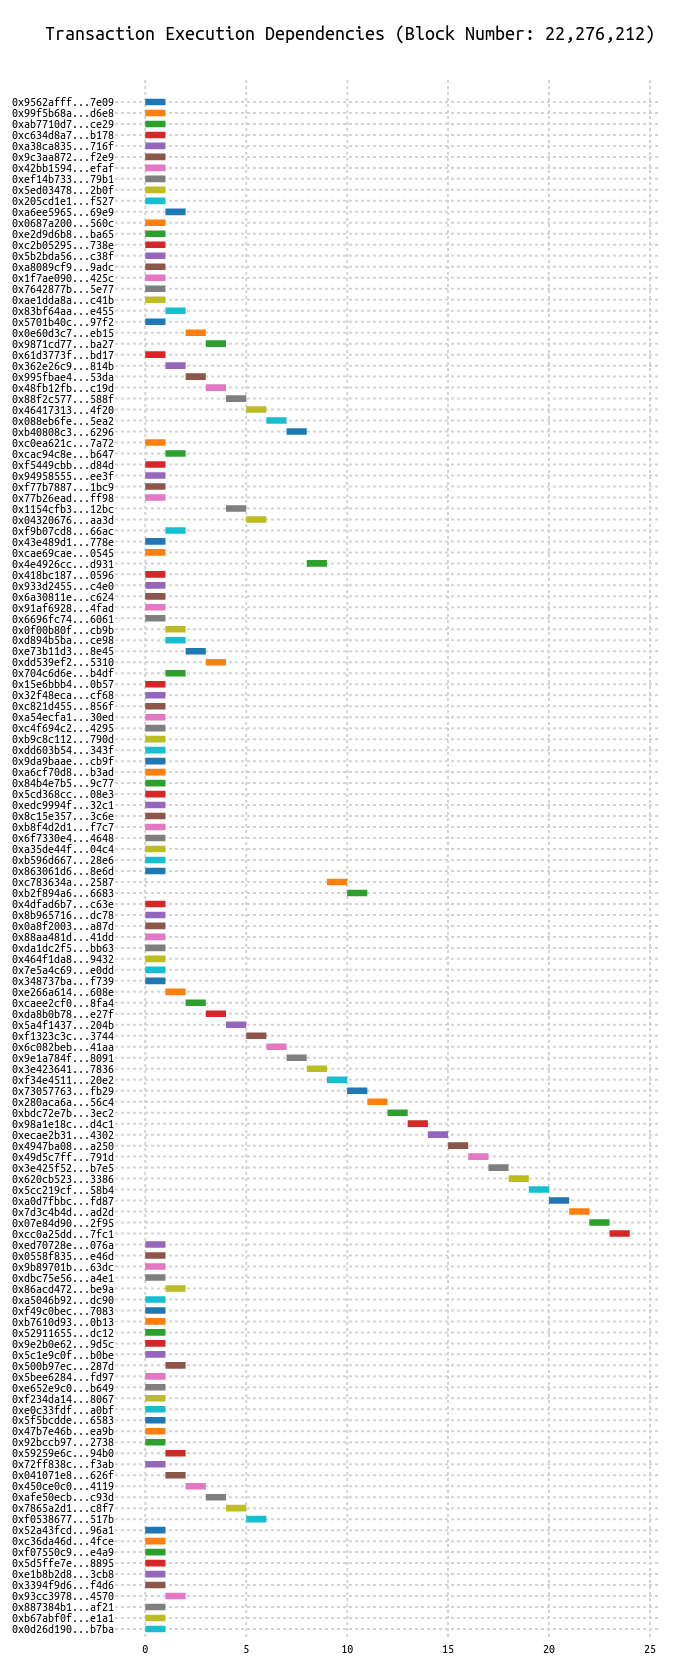 Transaction Execution Dependencies (Block Number: 22,276,212)
0x9562afff...7e09
0x99f5b68a...d6e8
0xab7710d7...ce29
0xc634d8a7...b178
0xa38ca835...716f
0x9c3aa872...f2e9
0x42bb1594...efaf
0xef14b733...79b1
0x5ed03478...2b0f
0x205cd1e1...f527
0xa6ee5965...69e9
0x0687a200...560c
0xe2d9d6b8...ba65
0xc2b05295...738e
0x5b2bda56...c38f
0xa8089cf9...9adc
0x1f7ae090...425c
0x7642877b...5e77
0xae1dda8a...c41b
0x83bf64aa...e455
0x5701b40c...97f2
0x0e60d3c7...eb15
0x9871cd77...ba27
0x61d3773f...bd17
0x362e26c9...814b
0x995fbae4...53da
0x48fb12fb...c19d
0x88f2c577...588f
0x46417313...4f20
0x088eb6fe...5ea2
0xb40808c3...6296
0xc0ea621c...7a72
0xcac94c8e...b647
0xf5449cbb...d84d
0x94958555...ee3f
0xf77b7887...1bc9
0x77b26ead...ff98
0x1154cfb3...12bc
0x04320676...aa3d
0xf9b07cd8...66ac
0x43e489d1...778e
0xcae69cae...0545
0x4e4926cc...d931
0x418bc187...0596
0x933d2455...c4e0
0x6a30811e...c624
0x91af6928...4fad
0x6696fc74...6061
0x0f00b80f...cb9b
0xd894b5ba...ce98
0xe73b11d3...8e45
0xdd539ef2...5310
0x704c6d6e...b4df
0x15e6bbb4...0b57
0x32f48eca...cf68
0xc821d455...856f
0xa54ecfa1...30ed
0xc4f694c2...4295
0xb9c8c112...790d
0xdd603b54...343f
0x9da9baae...cb9f
0xa6cf70d8...b3ad
0x84b4e7b5...9c77
0x5cd368cc...08e3
0xedc9994f...32c1
0x8c15e357...3c6e
0xb8f4d2d1...f7c7
0x6f7330e4...4648
0xa35de44f...04c4
0xb596d667...28e6
0x863061d6...8e6d
0xc783634a...2587
0xb2f894a6...6683
0x4dfad6b7...c63e
0x8b965716...dc78
0x0a8f2003...a87d
0x88aa481d...41dd
0xda1dc2f5...bb63
0x464f1da8...9432
0x7e5a4c69...e0dd
0x348737ba...f739
0xe266a614...608e
0xcaee2cf0...8fa4
0xda8b0b78...e27f
0x5a4f1437...204b
0xf1323c3c...3744
0x6c082beb...41aa
0x9e1a784f...8091
0x3e423641...7836
0xf34e4511...20e2
0x73057763...fb29
0x280aca6a...56c4
0xbdc72e7b...3ec2
0x98a1e18c...d4c1
0xecae2b31...4302
0x4947ba08...a250
0x49d5c7ff...791d
0x3e425f52...b7e5
0x620cb523...3386
0x5cc219cf...58b4
0xa0d7fbbc...fd87
0x7d3c4b4d...ad2d
0x07e84d90...2f95
0xcc0a25dd...7fc1
0xed70728e...076a
0x0558f835...e46d
0x9b89701b...63dc
0xdbc75e56...a4e1
0x86acd472...be9a
0xa5046b92...dc90
0xf49c0bec...7083
0xb7610d93...0b13
0x52911655...dc12
0x9e2b0e62...9d5c
0x5c1e9c0f...b0be
0x500b97ec...287d
0x5bee6284...fd97
0xe652e9c0...b649
0xf234da14...8067
0xe0c33fdf...a0bf
0x5f5bcdde...6583
0x47b7e46b...ea9b
0x92bccb97...2738
0x59259e6c...94b0
0x72ff838c...f3ab
0x041071e8...626f
0x450ce0c0...4119
0xafe50ecb...c93d
0x7865a2d1...c8f7
0xf0538677...517b
0x52a43fcd...96a1
0xc36da46d...4fce
0xf07550c9...e4a9
0x5d5ffe7e...8895
0xe1b8b2d8...3cb8
0x3394f9d6...f4d6
0x93cc3978...4570
0x887384b1...af21
0xb67abf0f...e1a1
0x0d26d190...b7ba
0 5 10 15 20 25